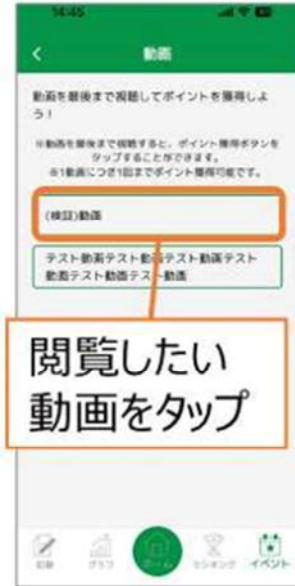 14:45
動画
動画を最後まで視聴してポイントを獲得しよ
う！
※動画を最後まで視聴すると、ポイント獲得ボタンを
タップすることができます。
※1動画につき1回までポイント獲得可能です。
(検証)動画
テスト動画テスト動画テスト動画テスト
動画テスト動画テスト動画
閲覧したい
動画をタップ
記録 グラフ ホーム ランキング イベント